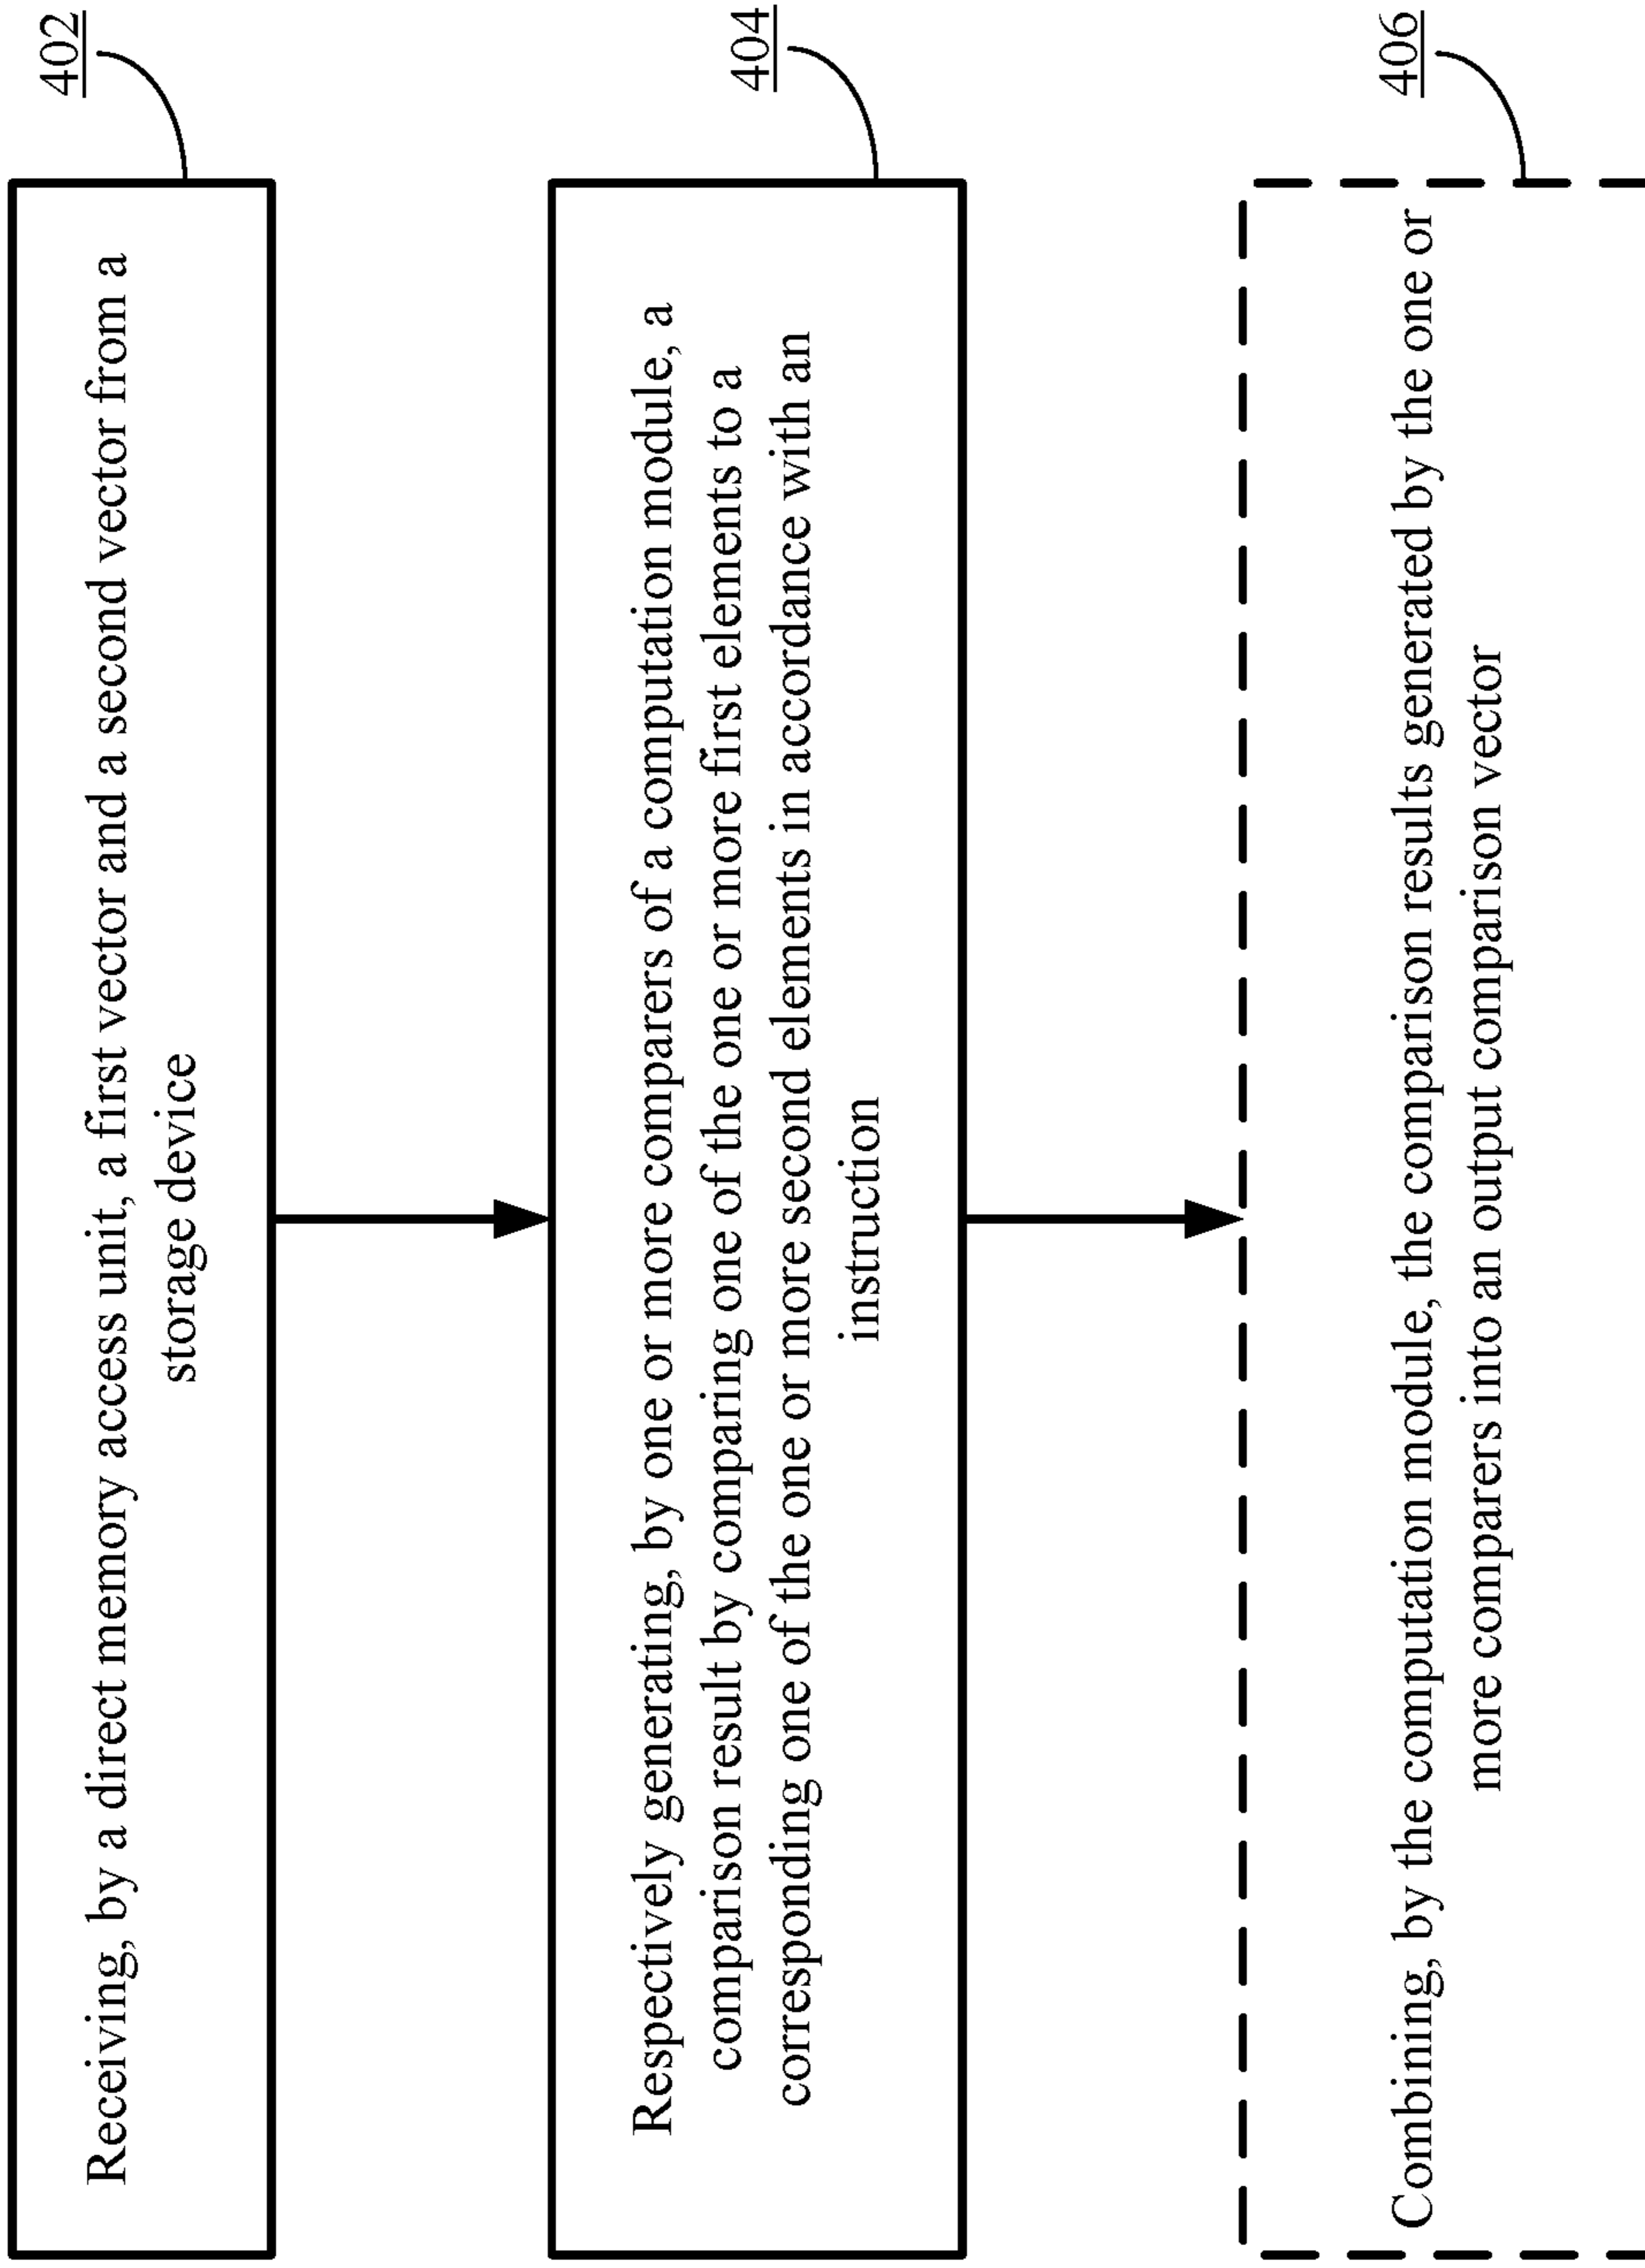 402
Receiving, by a direct memory access unit, a first vector and a second vector from a
storage device
404
Respectively generating, by one or more comparers of a computation module, a
comparison result by comparing one of the one or more first elements to a
corresponding one of the one or more second elements in accordance with an
instruction
406
Combining, by the computation module, the comparison results generated by the one or
more comparers into an output comparison vector